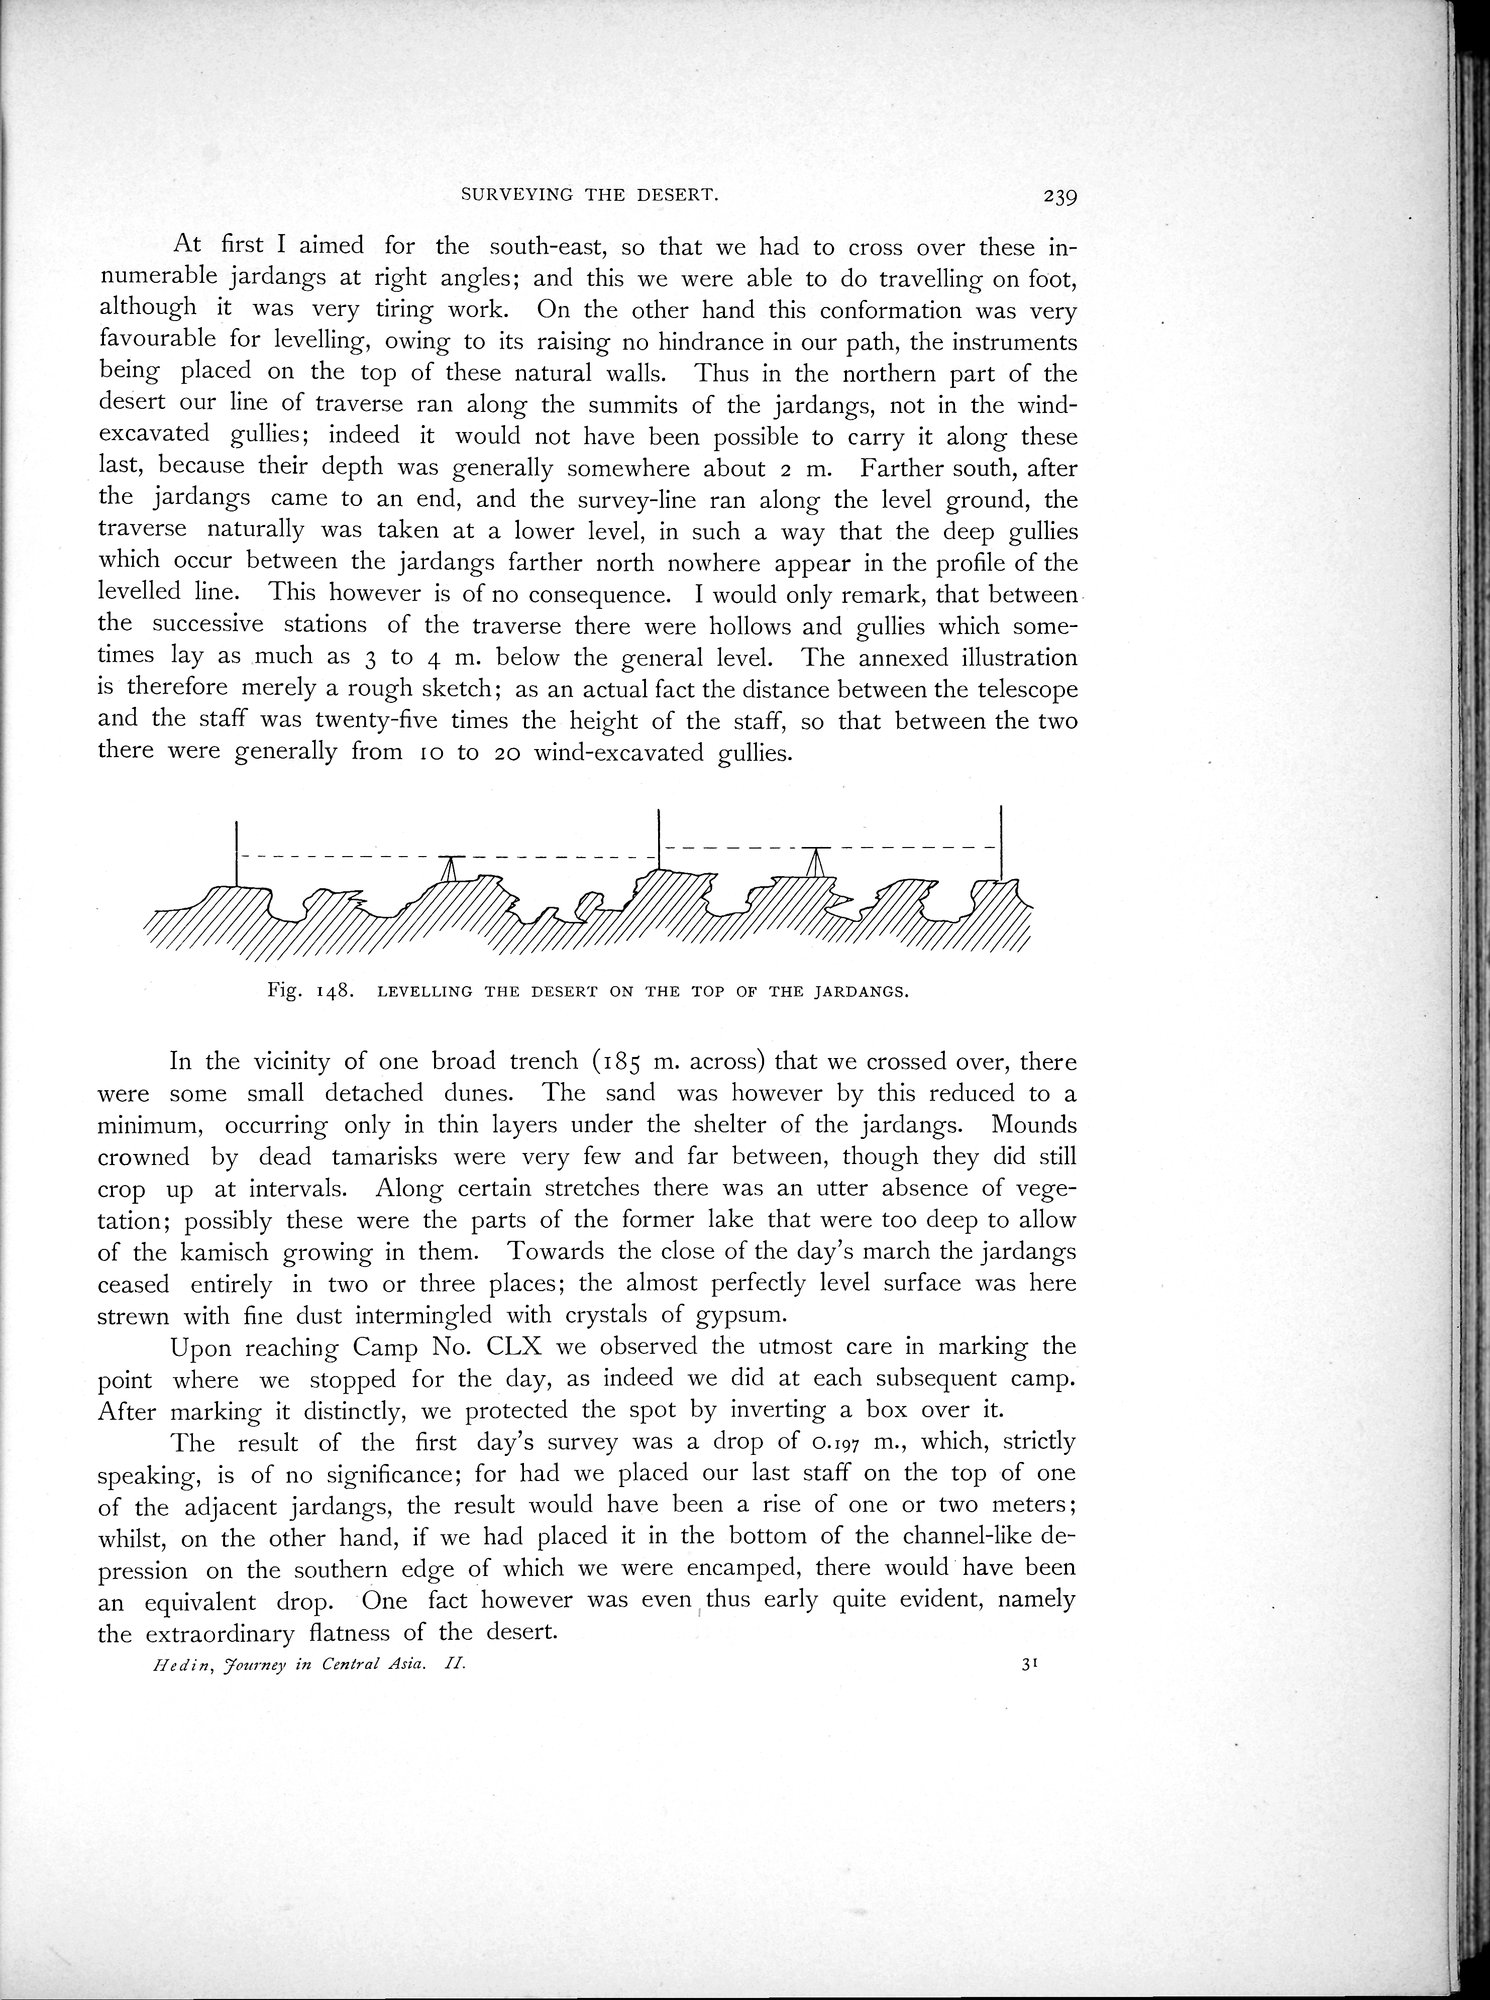 SURVEYING THE DESERT. 239
At first I aimed for the south-east, so that we had to cross over these in-
numerable jardangs at right angles; and this we were able to do travelling on foot,
although it was very tiring work. On the other hand this conformation was very
favourable for levelling, owing to its raising no hindrance in our path, the instruments
being placed on the top of these natural walls. Thus in the northern part of the
desert our line of traverse ran along the summits of the jardangs, not in the wind-
excavated gullies; indeed it would not have been possible to carry it along these
last, because their depth was generally somewhere about 2 m. Farther south, after
the jardangs came to an end, and the survey-line ran along the level ground, the
traverse naturally was taken at a lower level, in such a way that the deep gullies
which occur between the jardangs farther north nowhere appear in the profile of the
levelled line. This however is of no consequence. I would only remark, that between
the successive stations of the traverse there were hollows and gullies which some-
times lay as much as 3 to 4 m. below the general level. The annexed illustration
is therefore merely a rough sketch; as an actual fact the distance between the telescope
and the staff was twenty-five times the height of the staff, so that between the two
there were generally from 10 to 20 wind-excavated gullies.
Fig. 148. LEVELLING THE DESERT ON THE TOP OF THE JARDANGS.
In the vicinity of one broad trench (185 m. across) that we crossed over, there
were some small detached dunes. The sand was however by this reduced to a
minimum, occurring only in thin layers under the shelter of the jardangs. Mounds
crowned by dead tamarisks were very few and far between, though they did still
crop up at intervals. Along certain stretches there was an utter absence of vege-
tation; possibly these were the parts of the former lake that were too deep to allow
of the kamisch growing in them. Towards the close of the day's march the jardangs
ceased entirely in two or three places; the almost perfectly level surface was here
strewn with fine dust intermingled with crystals of gypsum.
Upon reaching Camp No. CLX we observed the utmost care in marking the
point where we stopped for the day, as indeed we did at each subsequent camp.
After marking it distinctly, we protected the spot by inverting a box over it.
The result of the first day's survey was a drop of 0.197 m., which, strictly
speaking, is of no significance; for had we placed our last staff on the top of one
of the adjacent jardangs, the result would have been a rise of one or two meters;
whilst, on the other hand, if we had placed it in the bottom of the channel-like de-
pression on the southern edge of which we were encamped, there would have been
an equivalent drop. One fact however was even thus early quite evident, namely
the extraordinary flatness of the desert.
Hedin, Journey in Central Asia. II. 31